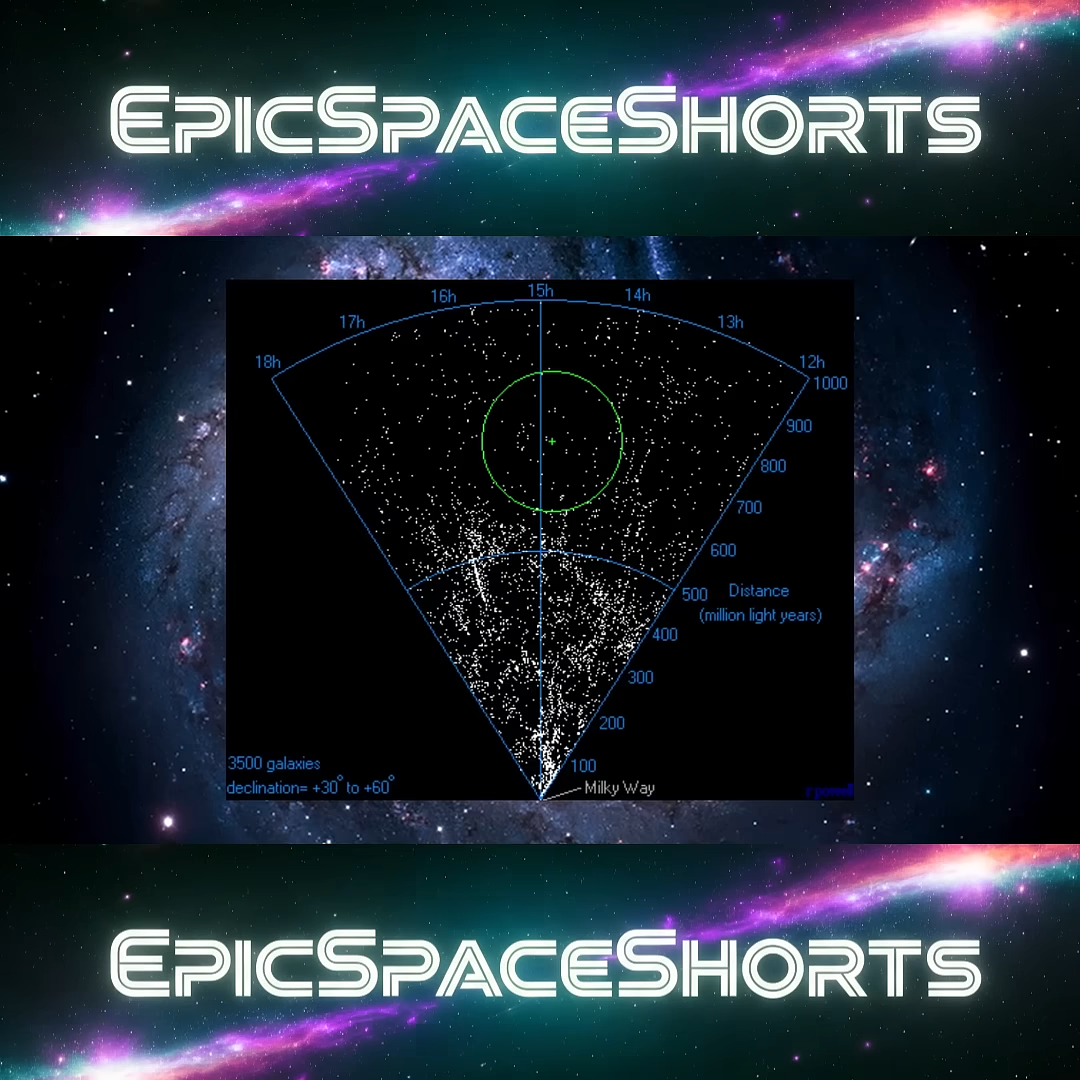 EpicSpaceShorts
15h
16h 14h
17h 13h
18h 12h
1000
900
800
700
600
500 Distance
(million light years)
400
300
200
3500 galaxies 100
declination= +30° to +60° Milky Way
EpicSpaceShorts